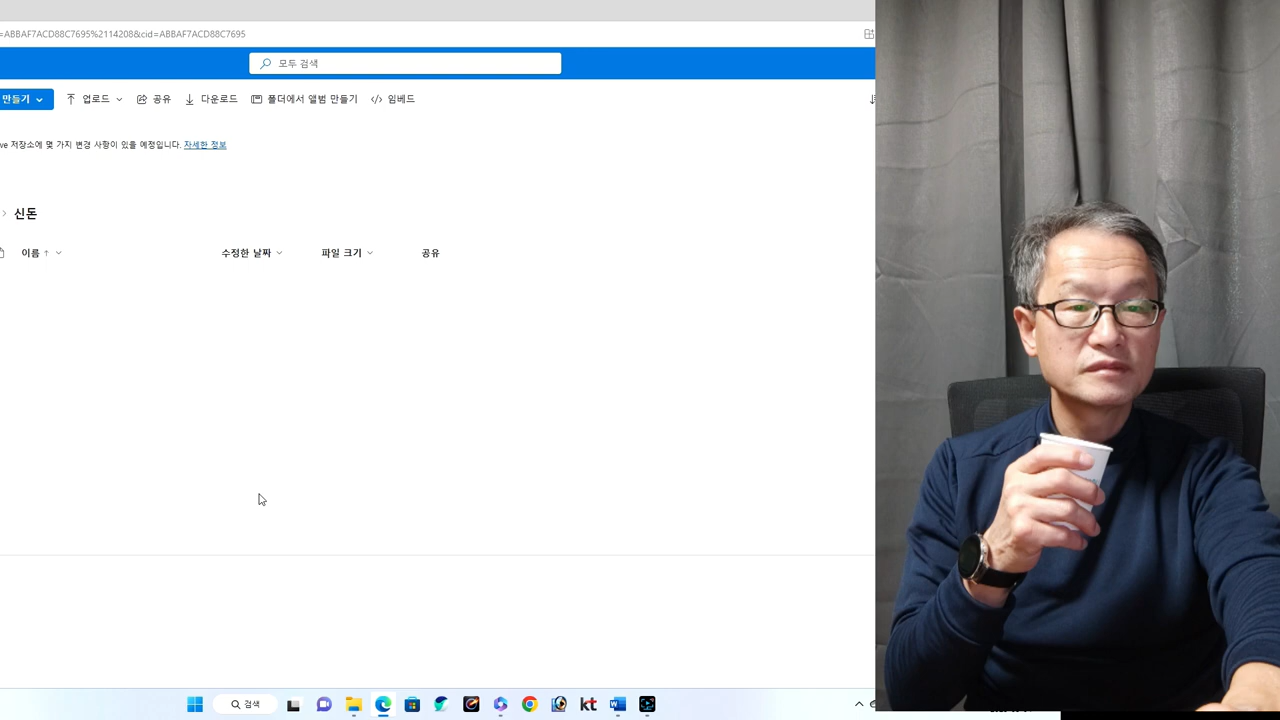 =ABBAF7ACD88C7695%2114208&cid=ABBAF7ACD88C7695
모두 검색
만들기 업로드 공유 다운로드 폴더에서 앨범 만들기 임베드
저장소에 몇 가지 변경 사항이 있을 예정입니다. 자세한 정보
신돈
이름 수정한 날짜 파일 크기 공유
검색 kt